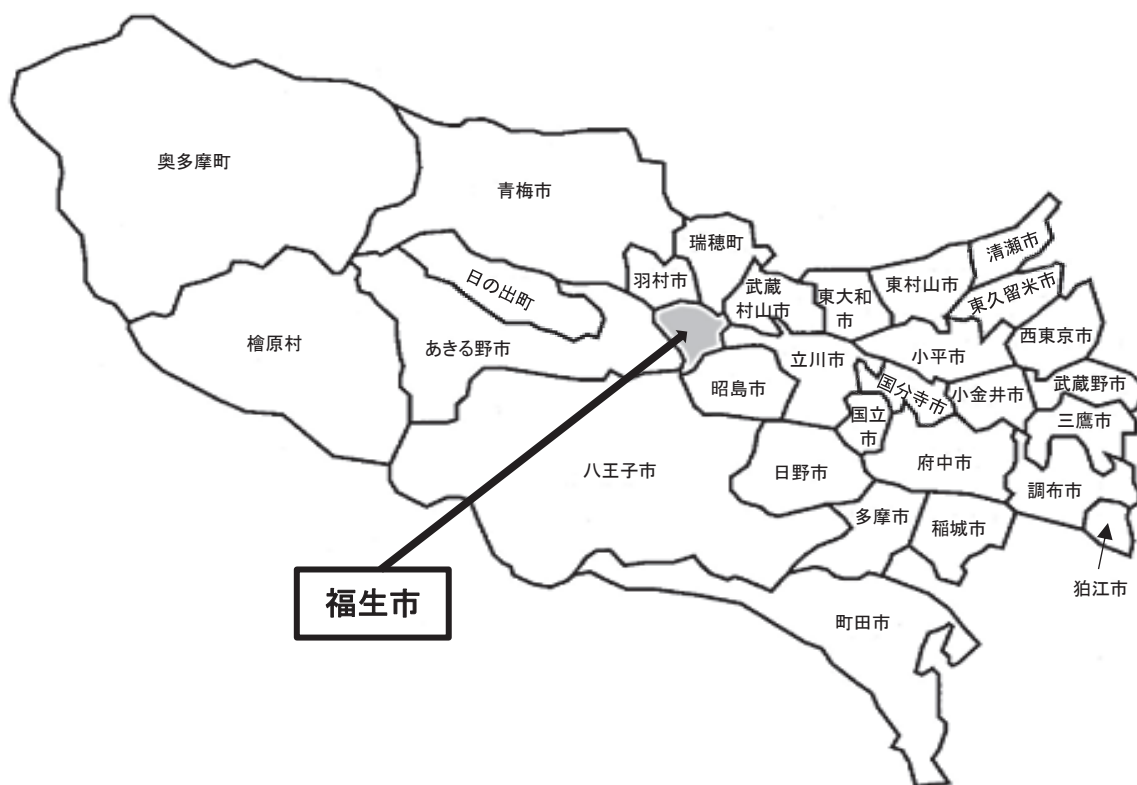 奥多摩町
青梅市
瑞穂町
清瀬市
羽村市
日の出町
武蔵
村山市
東大和
市
東村山市
東久留米市
西東京市
檜原村
あきる野市
立川市
小平市
昭島市
国分寺市
小金井市
武蔵野市
国立
市
三鷹市
八王子市
日野市
府中市
調布市
多摩市
稲城市
狛江市
福生市
町田市